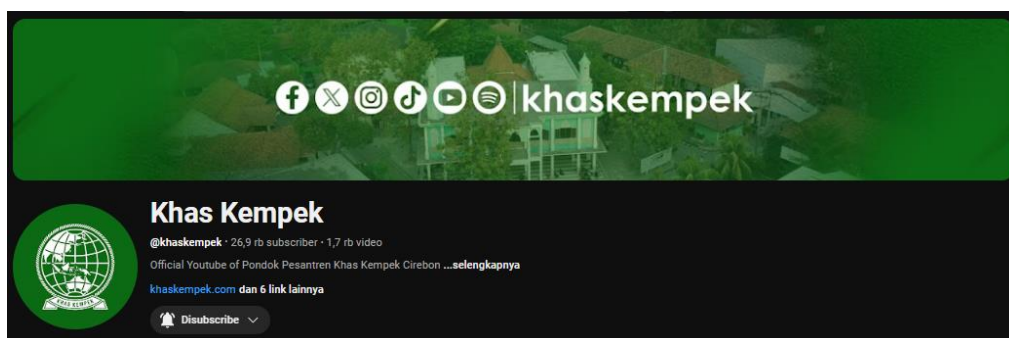 khaskempek
Khas Kempek
@khaskempek · 26,9 rb subscriber · 1,7 rb video
Official Youtube of Pondok Pesantren Khas Kempek Cirebon ...selengkapnya
khaskempek.com dan 6 link lainnya
KHAS KEMPEK
Disubscribe